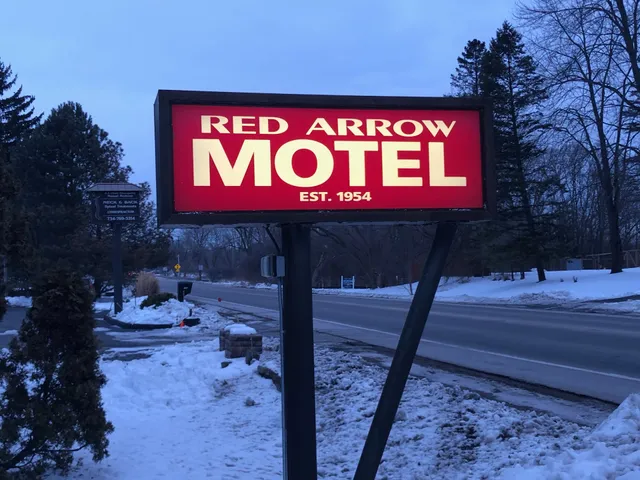 RED ARROW
MOTEL
EST. 1954